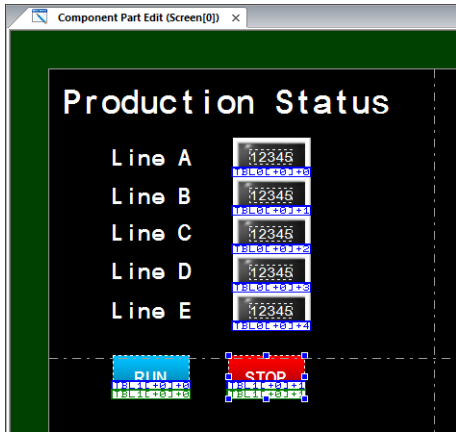 Component Part Edit (Screen[0]) ×
Production Status
Line A 12345
TBL0[+0]+0
Line B 12345
TBL0[+0]+1
Line C 12345
TBL0[+0]+2
Line D 12345
TBL0[+0]+3
Line E 12345
TBL0[+0]+4
RUN STOP
TBL1[+0]+0 TBL1[+0]+1
TBL1[+0]+0 TBL1[+0]+1